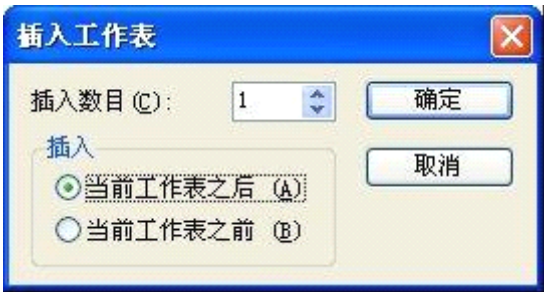 插入工作表
插入数目(C): 1 确定
插入
取消
当前工作表之后 (A)
当前工作表之前 (B)